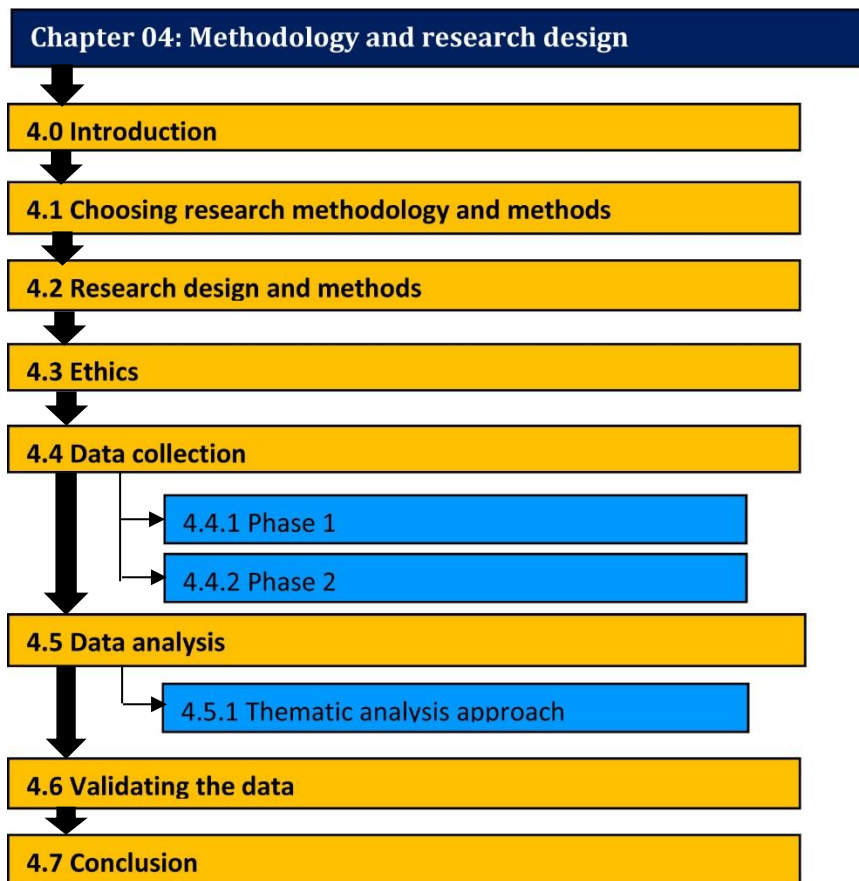 Chapter 04: Methodology and research design
4.0 Introduction
4.1 Choosing research methodology and methods
4.2 Research design and methods
4.3 Ethics
4.4 Data collection
4.4.1 Phase 1
4.4.2 Phase 2
4.5 Data analysis
4.5.1 Thematic analysis approach
4.6 Validating the data
4.7 Conclusion